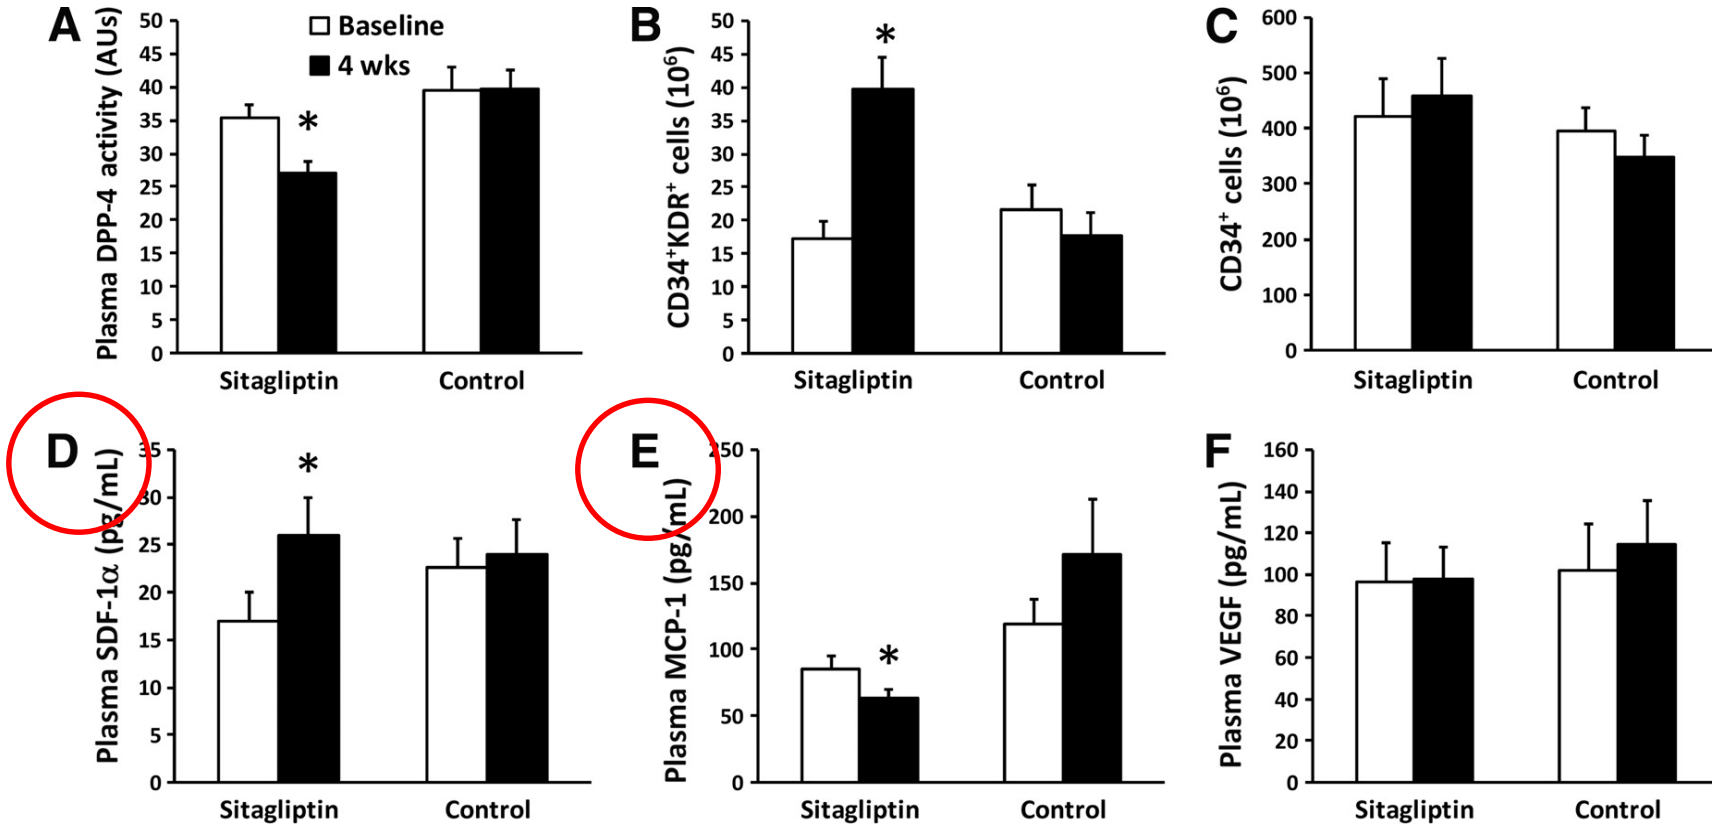 A
Plasma DPP-4 activity (AUs)
50
45
40
35
30
25
20
15
10
5
0
Baseline
4 wks
*
Sitagliptin
Control
B
CD34⁺KDR⁺ cells (10⁶)
50
45
40
35
30
25
20
15
10
5
0
*
Sitagliptin
Control
C
CD34⁺ cells (10⁶)
600
500
400
300
200
100
0
Sitagliptin
Control
D
Plasma SDF-1α (pg/mL)
35
30
25
20
15
10
5
0
*
Sitagliptin
Control
E
Plasma MCP-1 (pg/mL)
250
200
150
100
50
0
*
Sitagliptin
Control
F
Plasma VEGF (pg/mL)
160
140
120
100
80
60
40
20
0
Sitagliptin
Control